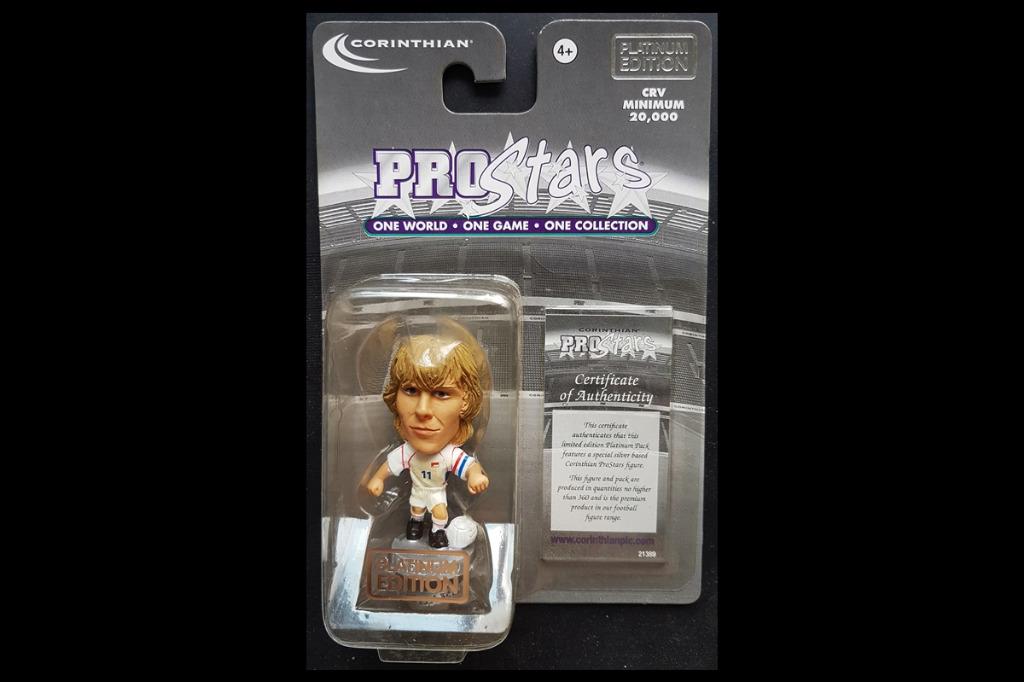 CORINTHIAN
4+
PLATINUM
EDITION
CRV
MINIMUM
20,000
PROStars
ONE WORLD • ONE GAME • ONE COLLECTION
CORINTHIAN
PROStars
Certificate
of Authenticity
This certificate
authenticates that this
limited edition Platinum Pack
features a special silver based
Corinthian ProStars figure.
This figure and pack are
produced in quantities no higher
than 360 and is the premium
product in our football
figure range.
www.corinthianplc.com
21389
11
PLATINUM
EDITION